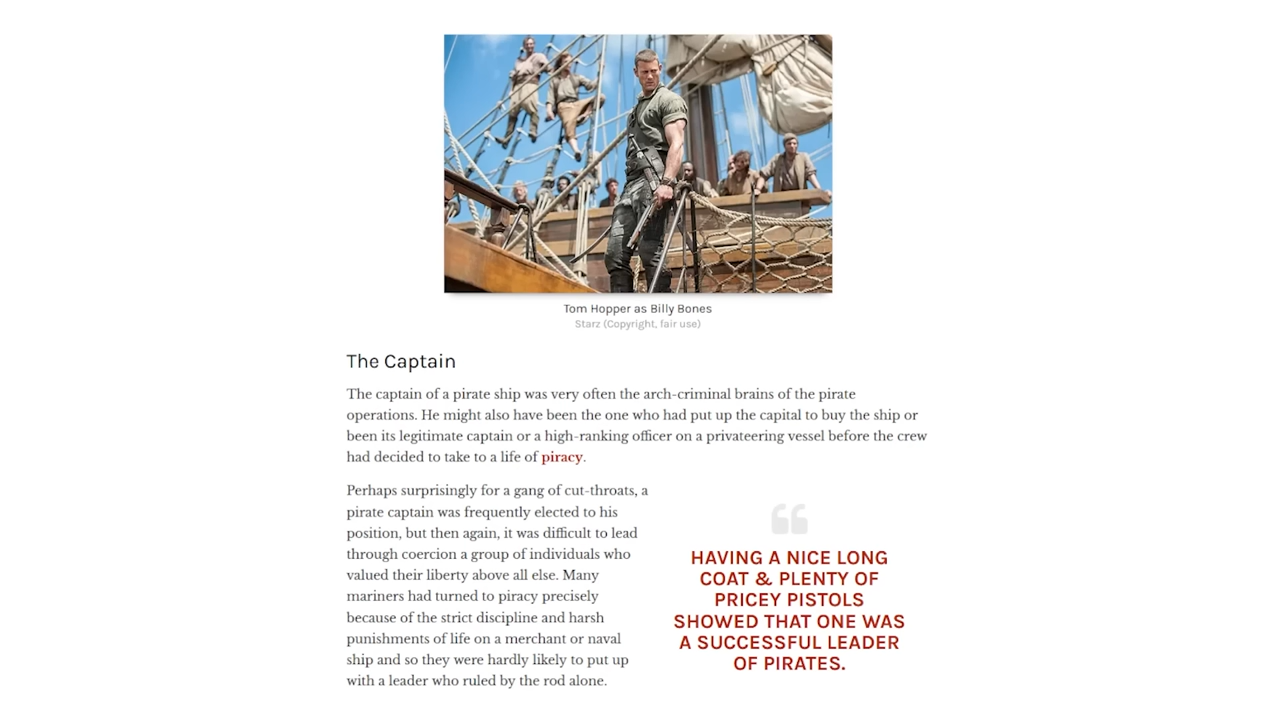 Tom Hopper as Billy Bones
Starz (Copyright, fair use)
The Captain
The captain of a pirate ship was very often the arch-criminal brains of the pirate
operations. He might also have been the one who had put up the capital to buy the ship or
been its legitimate captain or a high-ranking officer on a privateering vessel before the crew
had decided to take to a life of piracy.
Perhaps surprisingly for a gang of cut-throats, a
pirate captain was frequently elected to his
position, but then again, it was difficult to lead
through coercion a group of individuals who
valued their liberty above all else. Many
mariners had turned to piracy precisely
because of the strict discipline and harsh
punishments of life on a merchant or naval
ship and so they were hardly likely to put up
with a leader who ruled by the rod alone.
“
HAVING A NICE LONG
COAT & PLENTY OF
PRICEY PISTOLS
SHOWED THAT ONE WAS
A SUCCESSFUL LEADER
OF PIRATES.